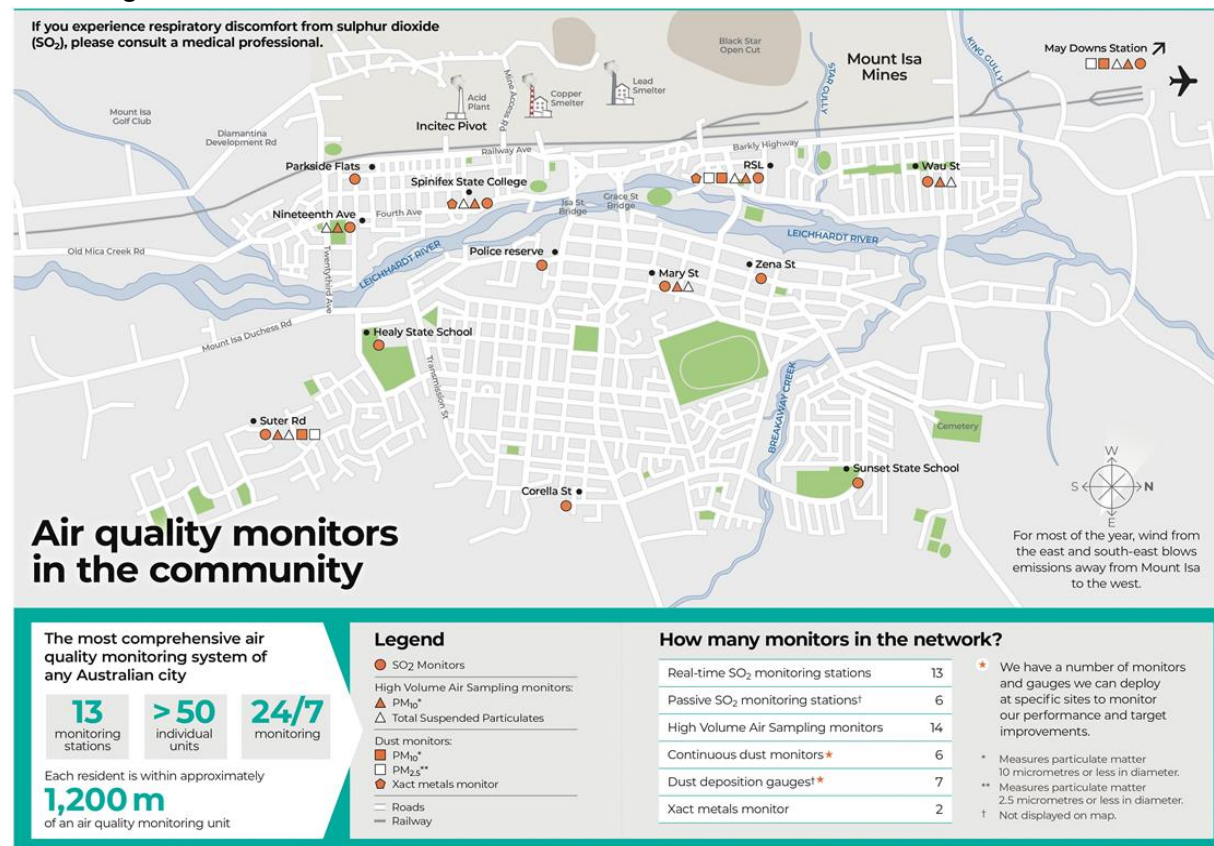 If you experience respiratory discomfort from sulphur dioxide
(SO₂), please consult a medical professional.
Black Star
Open Cut
Mount Isa
Mines
STAR GULLY
KING GULLY
May Downs Station
Mount Isa
Golf Club
Diamantina
Development Rd
Acid
Plant
Incitec Pivot
Mine Access Rd
Copper
Smelter
Lead
Smelter
Railway Ave
Barkly Highway
Parkside Flats
Spinifex State College
RSL
Wau St
Nineteenth Ave
Fourth Ave
Isa St
Bridge
Grace St
Bridge
Old Mica Creek Rd
Twentythird Ave
LEICHHARDT RIVER
LEICHHARDT RIVER
Police reserve
Mary St
Zena St
Mount Isa Duchess Rd
Healy State School
Transmission St
BREAKAWAY CREEK
Suter Rd
Cemetery
Corella St
Sunset State School
W
S
N
E
For most of the year, wind from
the east and south-east blows
emissions away from Mount Isa
to the west.
Air quality monitors
in the community
The most comprehensive air
quality monitoring system of
any Australian city
13
monitoring
stations
>50
individual
units
24/7
monitoring
Each resident is within approximately
1,200 m
of an air quality monitoring unit
Legend
SO₂ Monitors
High Volume Air Sampling monitors:
PM₁₀*
Total Suspended Particulates
Dust monitors:
PM₁₀*
PM₂.₅**
Xact metals monitor
Roads
Railway
How many monitors in the network?
Real-time SO₂ monitoring stations 13
Passive SO₂ monitoring stations† 6
High Volume Air Sampling monitors 14
Continuous dust monitors★ 6
Dust deposition gauges†★ 7
Xact metals monitor 2
★ We have a number of monitors
and gauges we can deploy
at specific sites to monitor
our performance and target
improvements.
* Measures particulate matter
10 micrometres or less in diameter.
** Measures particulate matter
2.5 micrometres or less in diameter.
† Not displayed on map.